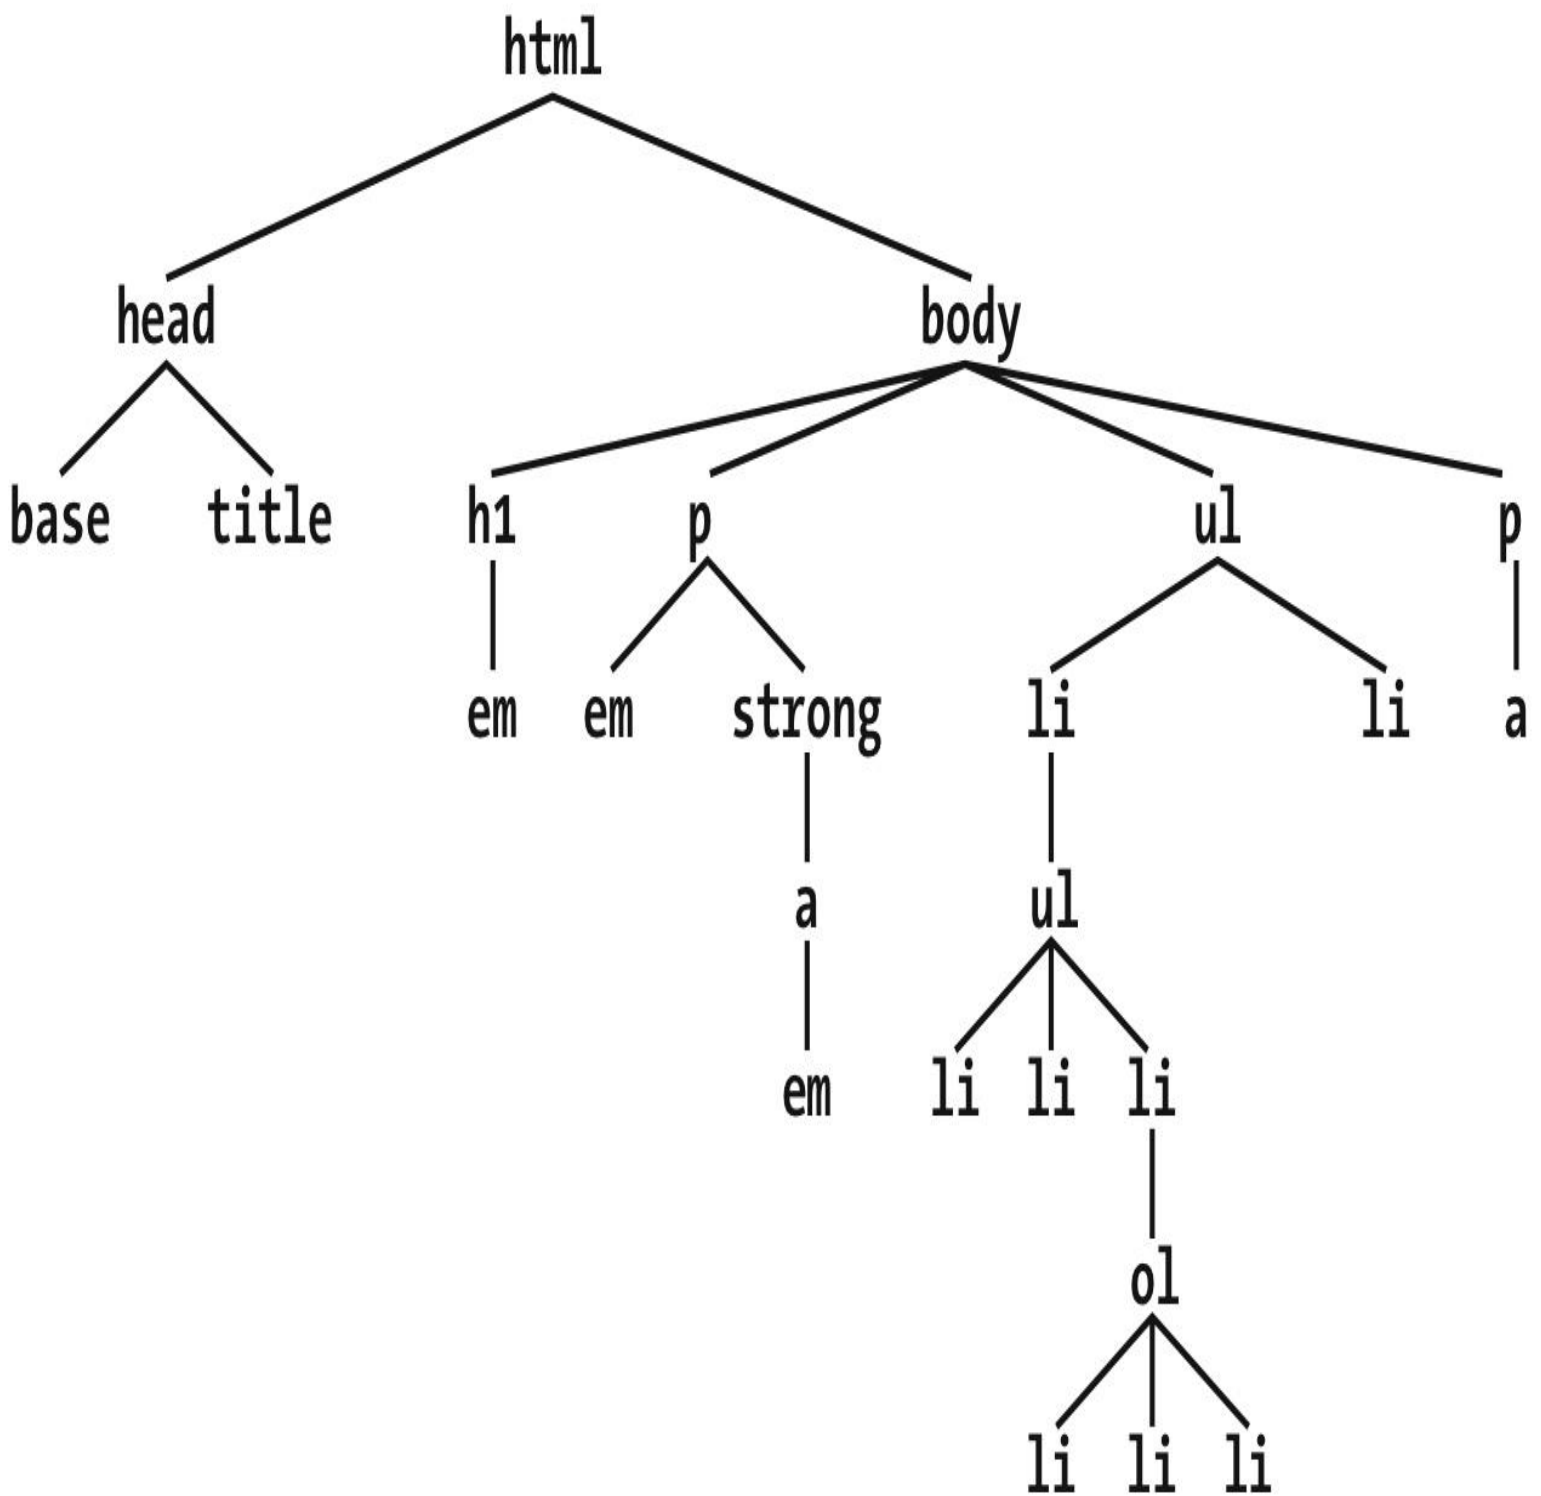 html
head body
base title h1 p ul p
em em strong li li a
a ul
em li li li
ol
li li li